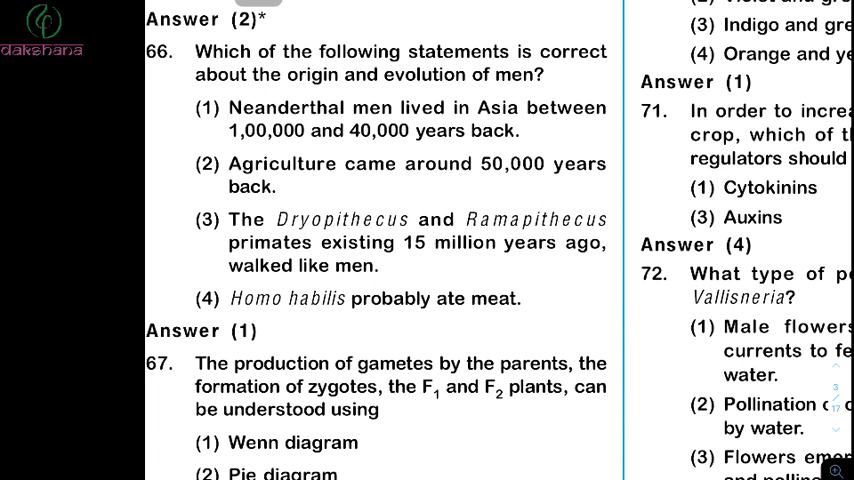 dakshana
Answer (2)*
66. Which of the following statements is correct
about the origin and evolution of men?
(1) Neanderthal men lived in Asia between
1,00,000 and 40,000 years back.
(2) Agriculture came around 50,000 years
back.
(3) The Dryopithecus and Ramapithecus
primates existing 15 million years ago,
walked like men.
(4) Homo habilis probably ate meat.
Answer (1)
67. The production of gametes by the parents, the
formation of zygotes, the F1 and F2 plants, can
be understood using
(1) Wenn diagram
(2) Pie diagram
(3) Indigo and gre
(4) Orange and ye
Answer (1)
71. In order to increa
crop, which of t
regulators should
(1) Cytokinins
(3) Auxins
Answer (4)
72. What type of p
Vallisneria?
(1) Male flowers
currents to fe
water.
(2) Pollination
by water.
(3) Flowers emer
3
/
17